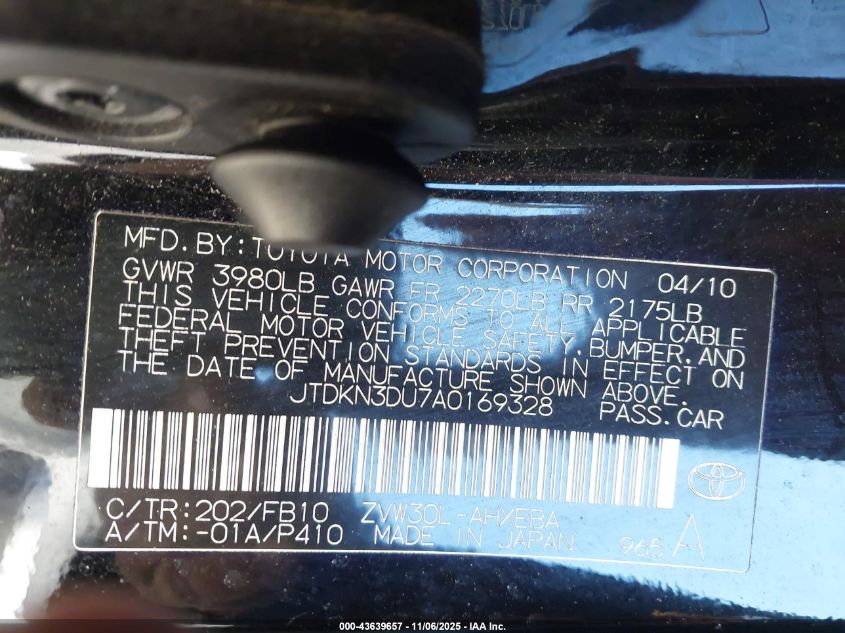 MFD. BY: TOYOTA MOTOR CORPORATION 04/10
GVWR 3980LB GAWR FR 2270LB RR 2175LB
THIS VEHICLE CONFORMS TO ALL APPLICABLE
FEDERAL MOTOR VEHICLE SAFETY, BUMPER, AND
THEFT PREVENTION STANDARDS IN EFFECT ON
THE DATE OF MANUFACTURE SHOWN ABOVE.
JTDKN3DU7A0169328 PASS. CAR
C/TR: 202/FB10 ZVW30L-AHXEBA
A/TM: -01A/P410 MADE IN JAPAN 965 A
000-43639657 - 11/06/2025 - IAA Inc.